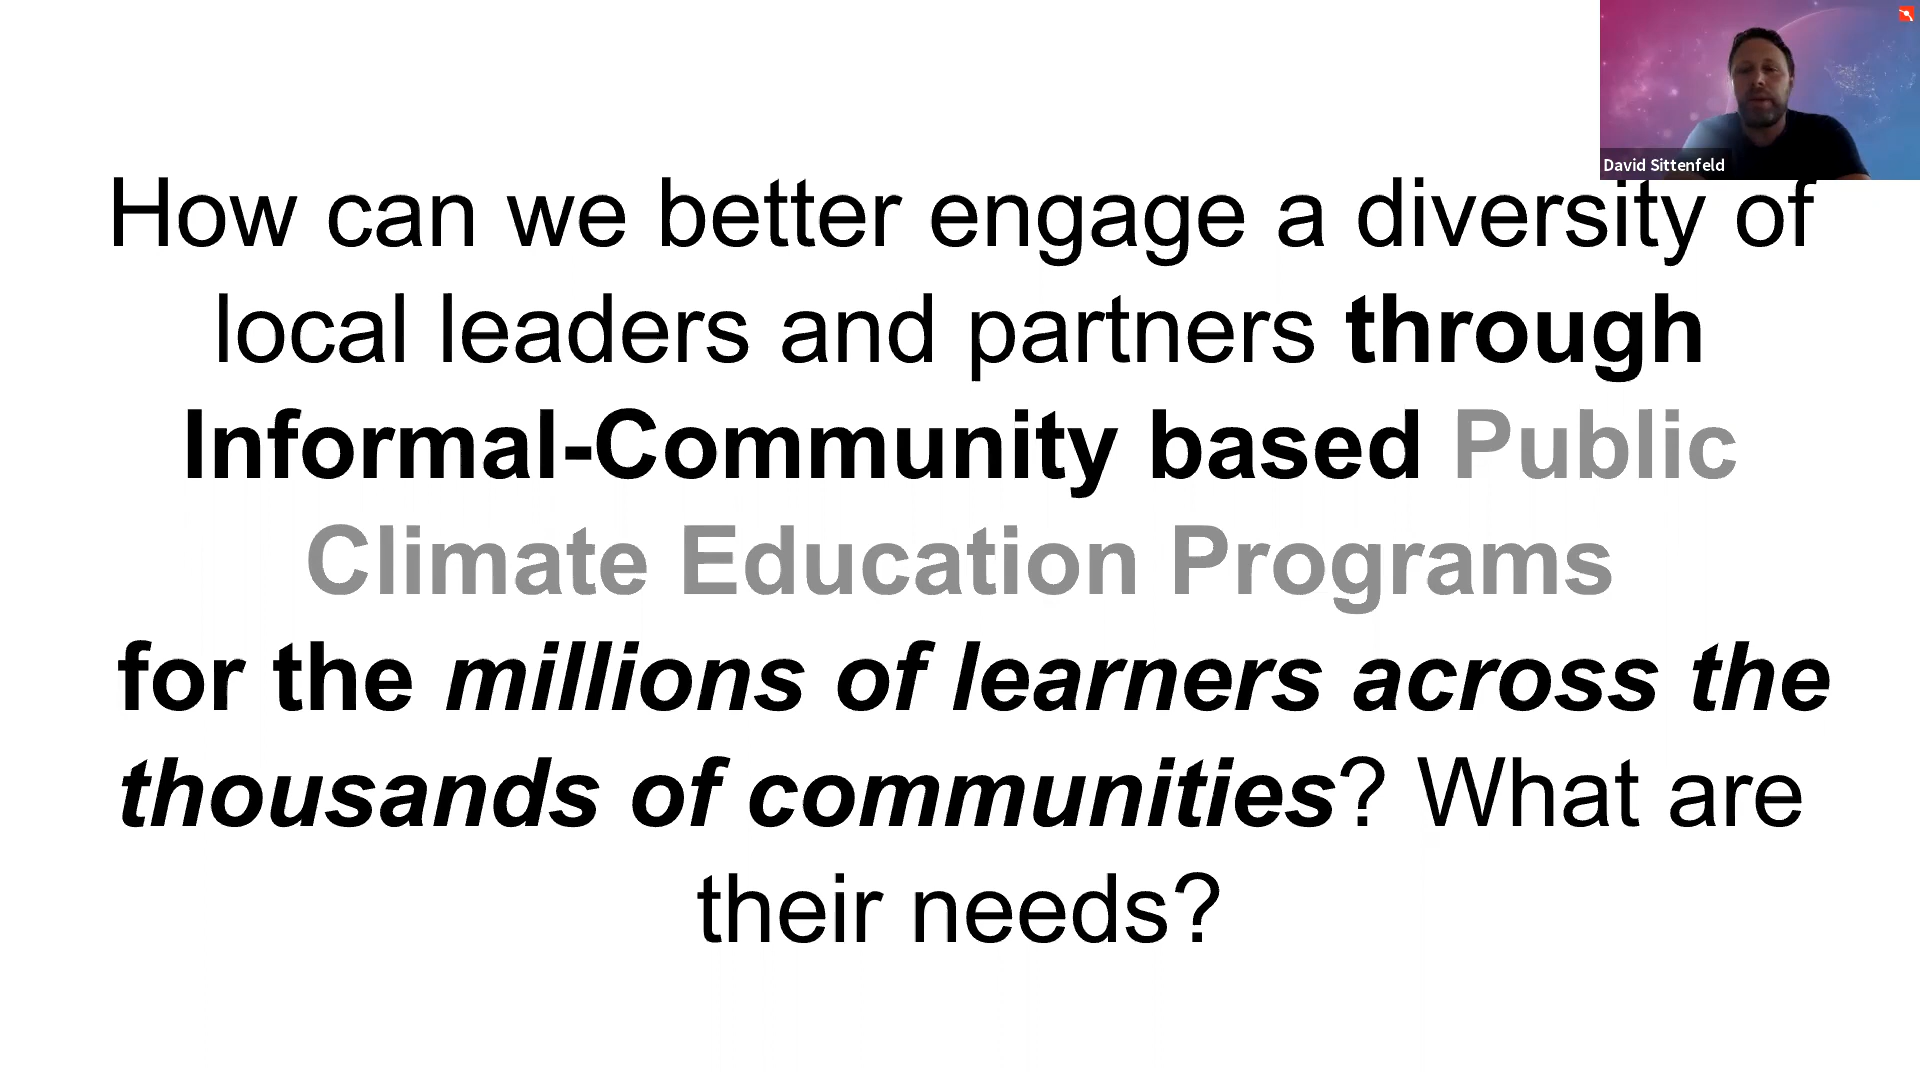 David Sittenfeld
How can we better engage a diversity of
local leaders and partners through
Informal-Community based Public
Climate Education Programs
for the millions of learners across the
thousands of communities? What are
their needs?